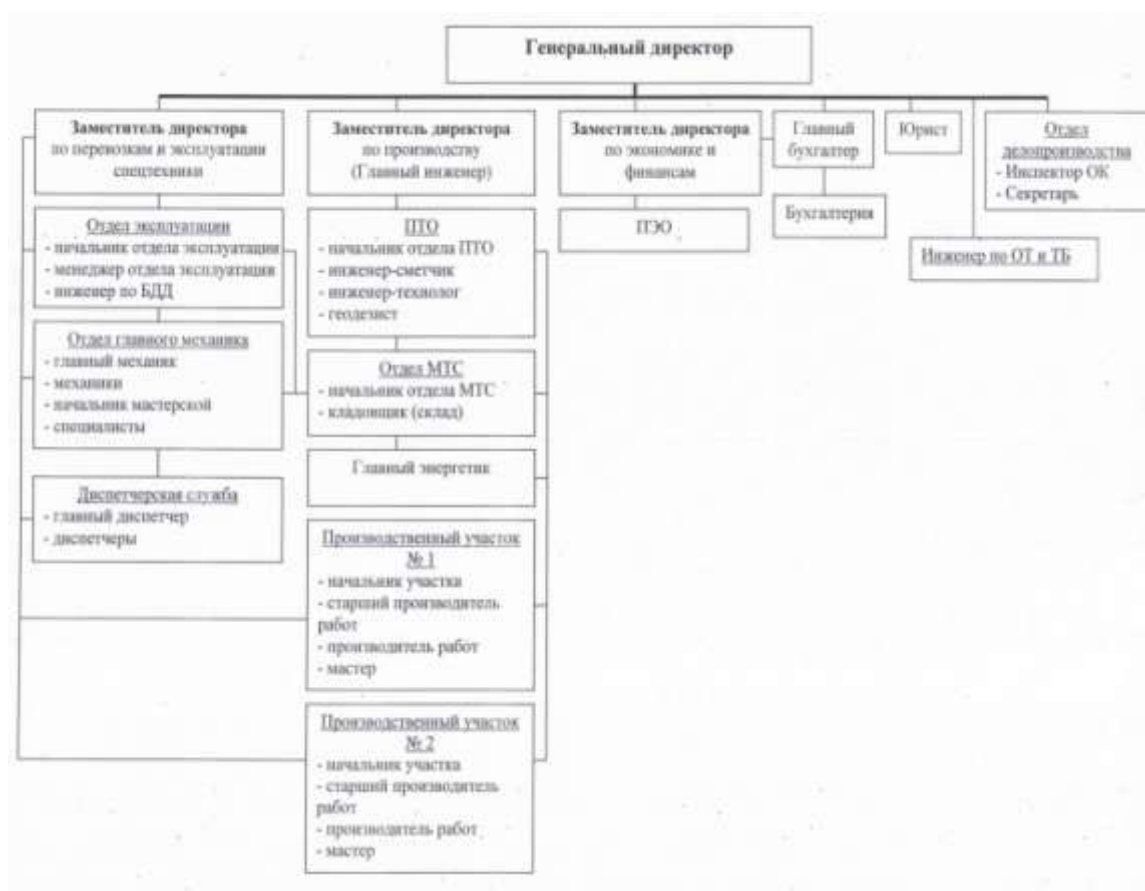 Генеральный директор
Заместитель директора
по перевозкам и эксплуатации
спецтехники
Заместитель директора
по производству
(Главный инженер)
Заместитель директора
по экономике и
финансам
Главный
бухгалтер
Юрист
Отдел
делопроизводства
- Инспектор ОК
- Секретарь
Отдел эксплуатации
- начальник отдела эксплуатации
- менеджер отдела эксплуатации
- инженер по БДД
ПТО
- начальник отдела ПТО
- инженер-сметчик
- инженер-технолог
- геодезист
ПЭО
Бухгалтерия
Инженер по ОТ и ТБ
Отдел главного механика
- главный механик
- механики
- начальник мастерской
- специалисты
Отдел МТС
- начальник отдела МТС
- кладовщик (склад)
Главный энергетик
Диспетчерская служба
- главный диспетчер
- диспетчеры
Производственный участок
№ 1
- начальник участка
- старший производитель
работ
- производитель работ
- мастер
Производственный участок
№ 2
- начальник участка
- старший производитель
работ
- производитель работ
- мастер